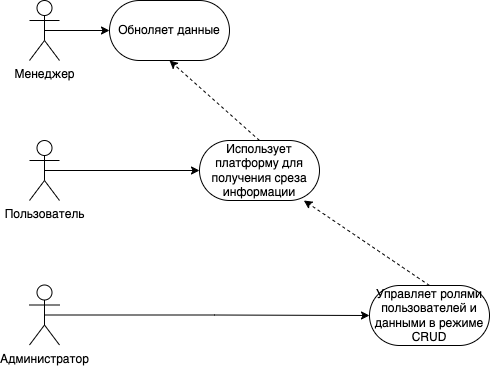 Обноляет данные
Менеджер
Использует
платформу для
получения среза
информации
Пользователь
Управляет ролями
пользователей и
данными в режиме
CRUD
Администратор